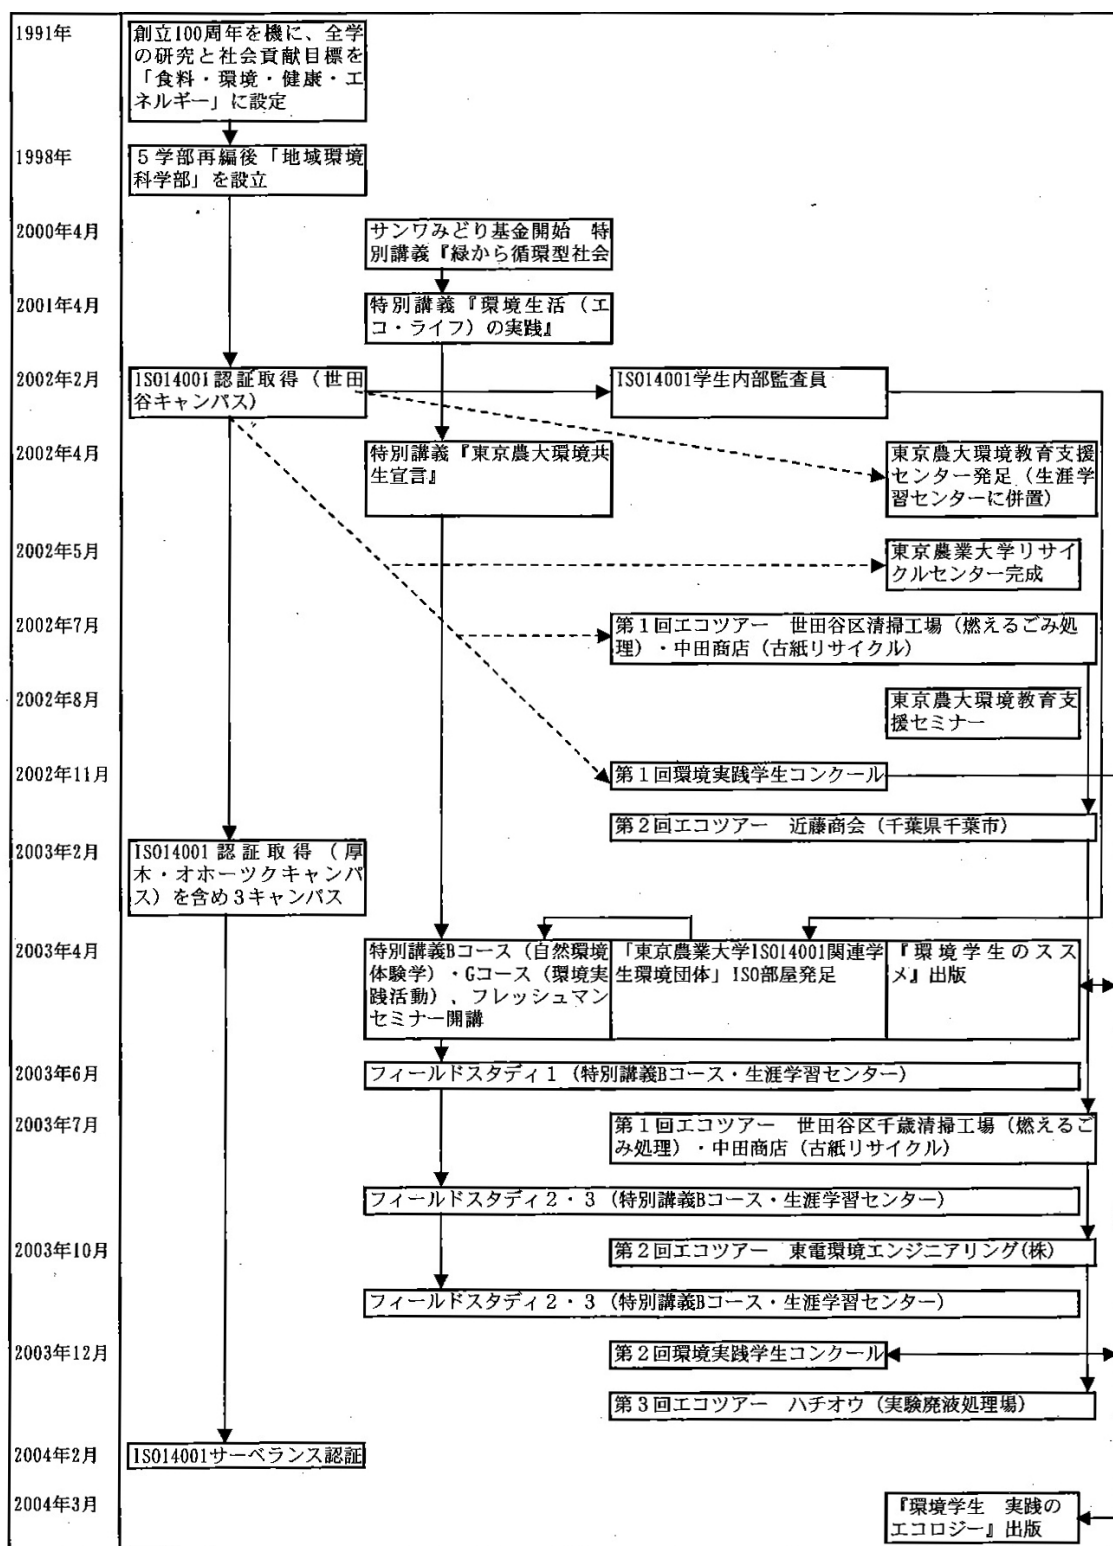 1991年
創立100周年を機に、全学
の研究と社会貢献目標を
「食料・環境・健康・エ
ネルギー」に設定
1998年
5学部再編後「地域環境
科学部」を設立
2000年4月
サンワみどり基金開始 特
別講義『緑から循環型社会
2001年4月
特別講義『環境生活（エ
コ・ライフ）の実践』
2002年2月
ISO14001認証取得（世田
谷キャンパス）
ISO14001学生内部監査員
2002年4月
特別講義『東京農大環境共
生宣言』
東京農大環境教育支援
センター発足（生涯学
習センターに併置）
2002年5月
東京農業大学リサイ
クルセンター完成
2002年7月
第1回エコツアー 世田谷区清掃工場（燃えるごみ処
理）・中田商店（古紙リサイクル）
2002年8月
東京農大環境教育支
援セミナー
2002年11月
第1回環境実践学生コンクール
第2回エコツアー 近藤商会（千葉県千葉市）
2003年2月
ISO14001認証取得（厚
木・オホーツクキャンパ
ス）を含め3キャンパス
2003年4月
特別講義Bコース（自然環境
体験学）・Gコース（環境実
践活動）、フレッシュマン
セミナー開講
「東京農業大学ISO14001関連学
生環境団体」ISO部屋発足
『環境学生のスス
メ』出版
2003年6月
フィールドスタディ1（特別講義Bコース・生涯学習センター）
2003年7月
第1回エコツアー 世田谷区千歳清掃工場（燃えるご
み処理）・中田商店（古紙リサイクル）
フィールドスタディ2・3（特別講義Bコース・生涯学習センター）
2003年10月
第2回エコツアー 東電環境エンジニアリング(株)
フィールドスタディ2・3（特別講義Bコース・生涯学習センター）
2003年12月
第2回環境実践学生コンクール
第3回エコツアー ハチオウ（実験廃液処理場）
2004年2月
ISO14001サーベランス認証
2004年3月
『環境学生 実践の
エコロジー』出版